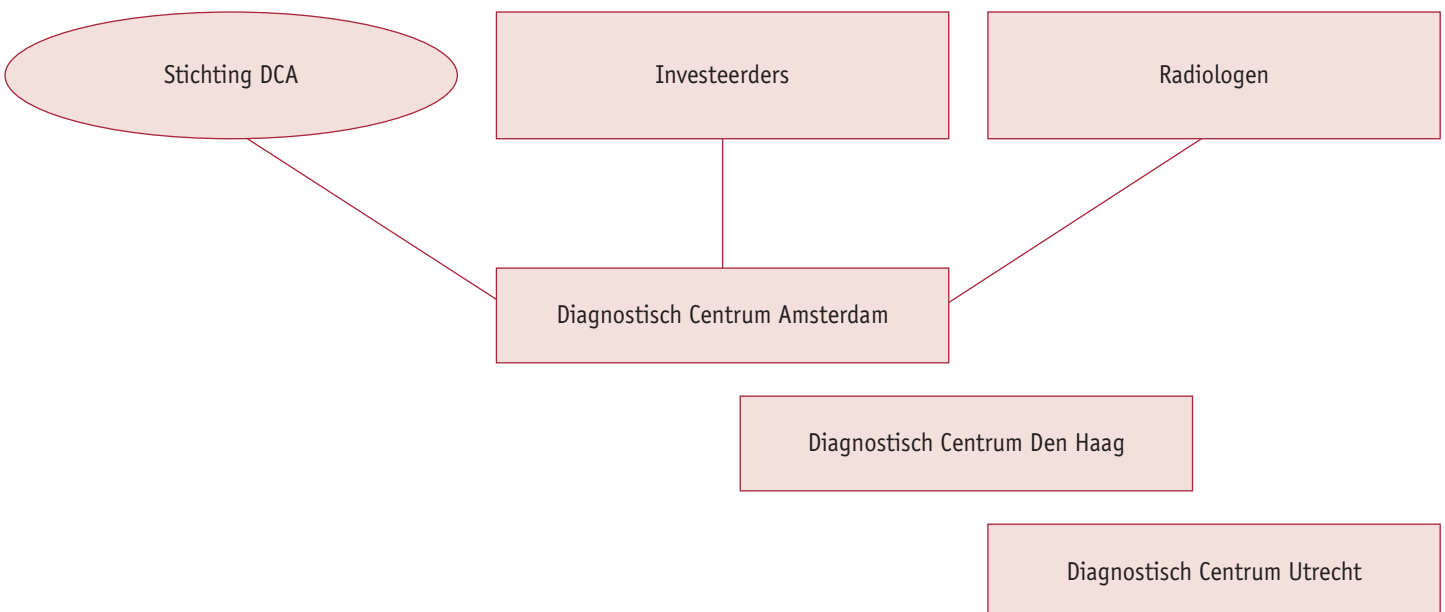 Stichting DCA
Investeerders
Radiologen
Diagnostisch Centrum Amsterdam
Diagnostisch Centrum Den Haag
Diagnostisch Centrum Utrecht